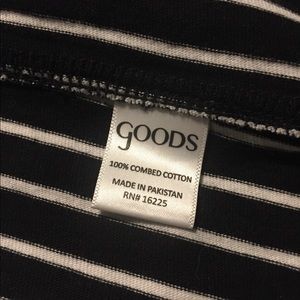 gOODS
100% COMBED COTTON
MADE IN PAKISTAN
RN# 16225